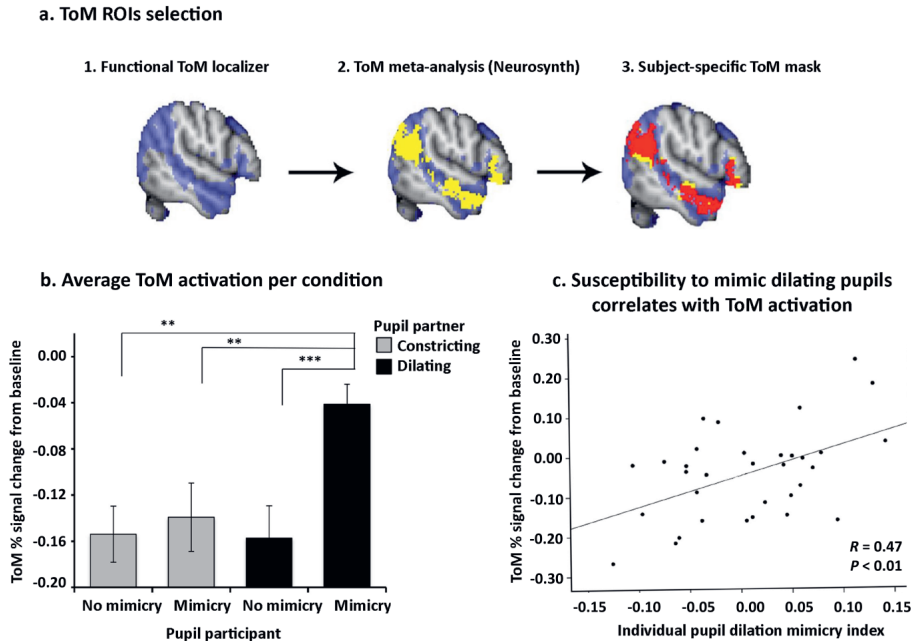 a. ToM ROIs selection
1. Functional ToM localizer
2. ToM meta-analysis (Neurosynth)
3. Subject-specific ToM mask
b. Average ToM activation per condition
ToM % signal change from baseline
0.00
-0.04
-0.08
-0.12
-0.16
-0.20
**
**
***
Pupil partner
Constricting
Dilating
No mimicry Mimicry No mimicry Mimicry
Pupil participant
c. Susceptibility to mimic dilating pupils
correlates with ToM activation
ToM % signal change from baseline
0.30
0.20
0.10
0.00
-0.10
-0.20
-0.30
R = 0.47
P < 0.01
-0.15 -0.10 -0.05 0.00 0.05 0.10 0.15
Individual pupil dilation mimicry index